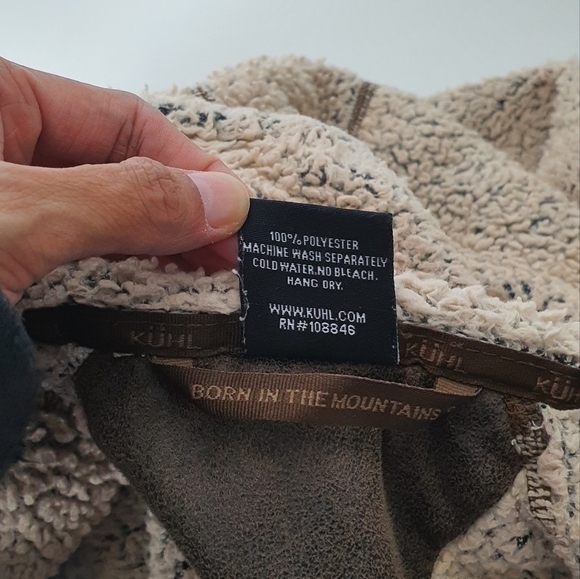 100% POLYESTER
MACHINE WASH SEPARATELY
COLD WATER. NO BLEACH.
HANG DRY.
WWW.KUHL.COM
RN#108846
KÜHL
KÜHL
KÜHL
BORN IN THE MOUNTAINS